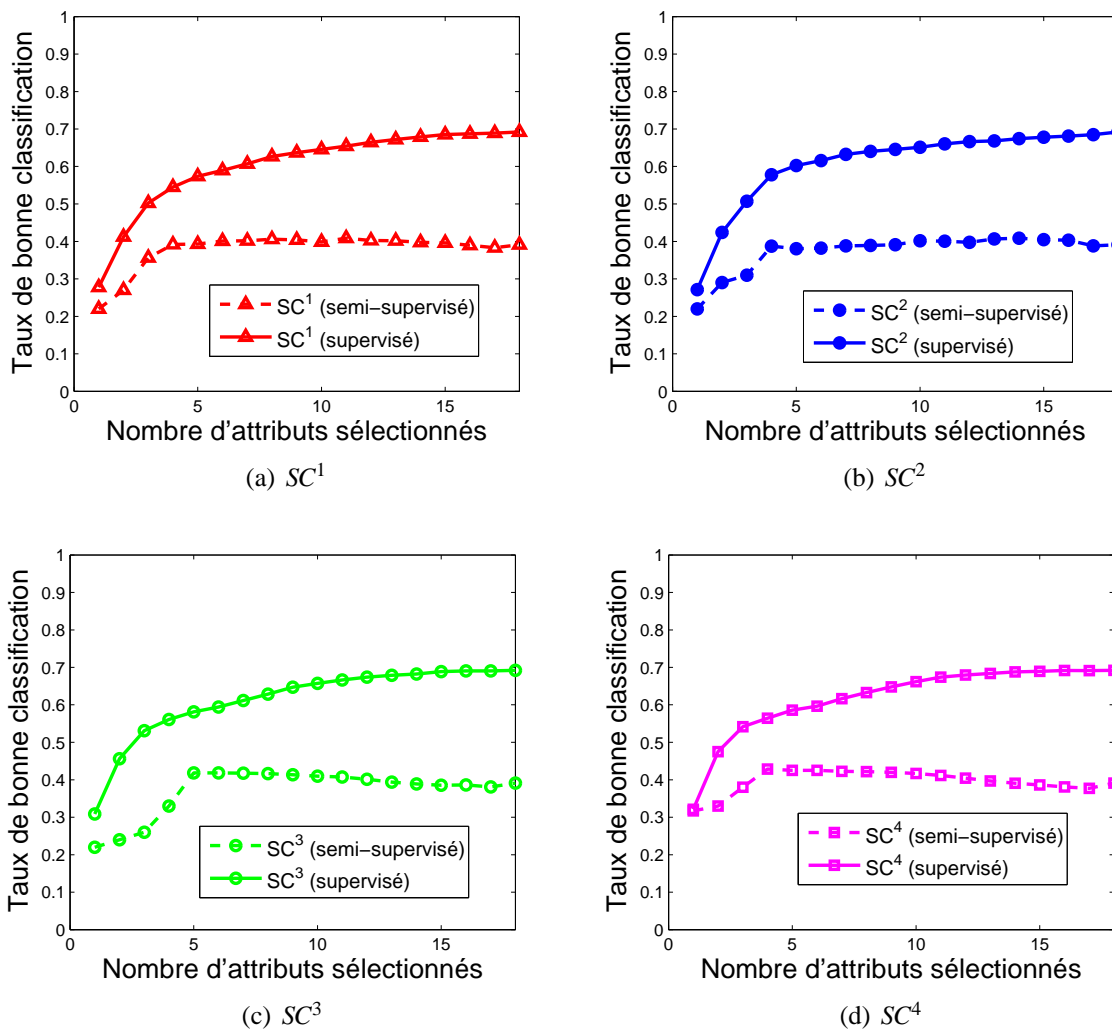 1
0.9
0.8
0.7
0.6
0.5
0.4
0.3
0.2
0.1
0
0 5 10 15
Taux de bonne classification
Nombre d'attributs sélectionnés
SC¹ (semi−supervisé)
SC¹ (supervisé)
(a) SC¹
1
0.9
0.8
0.7
0.6
0.5
0.4
0.3
0.2
0.1
0
0 5 10 15
Taux de bonne classification
Nombre d'attributs sélectionnés
SC² (semi−supervisé)
SC² (supervisé)
(b) SC²
1
0.9
0.8
0.7
0.6
0.5
0.4
0.3
0.2
0.1
0
0 5 10 15
Taux de bonne classification
Nombre d'attributs sélectionnés
SC³ (semi−supervisé)
SC³ (supervisé)
(c) SC³
1
0.9
0.8
0.7
0.6
0.5
0.4
0.3
0.2
0.1
0
0 5 10 15
Taux de bonne classification
Nombre d'attributs sélectionnés
SC⁴ (semi−supervisé)
SC⁴ (supervisé)
(d) SC⁴